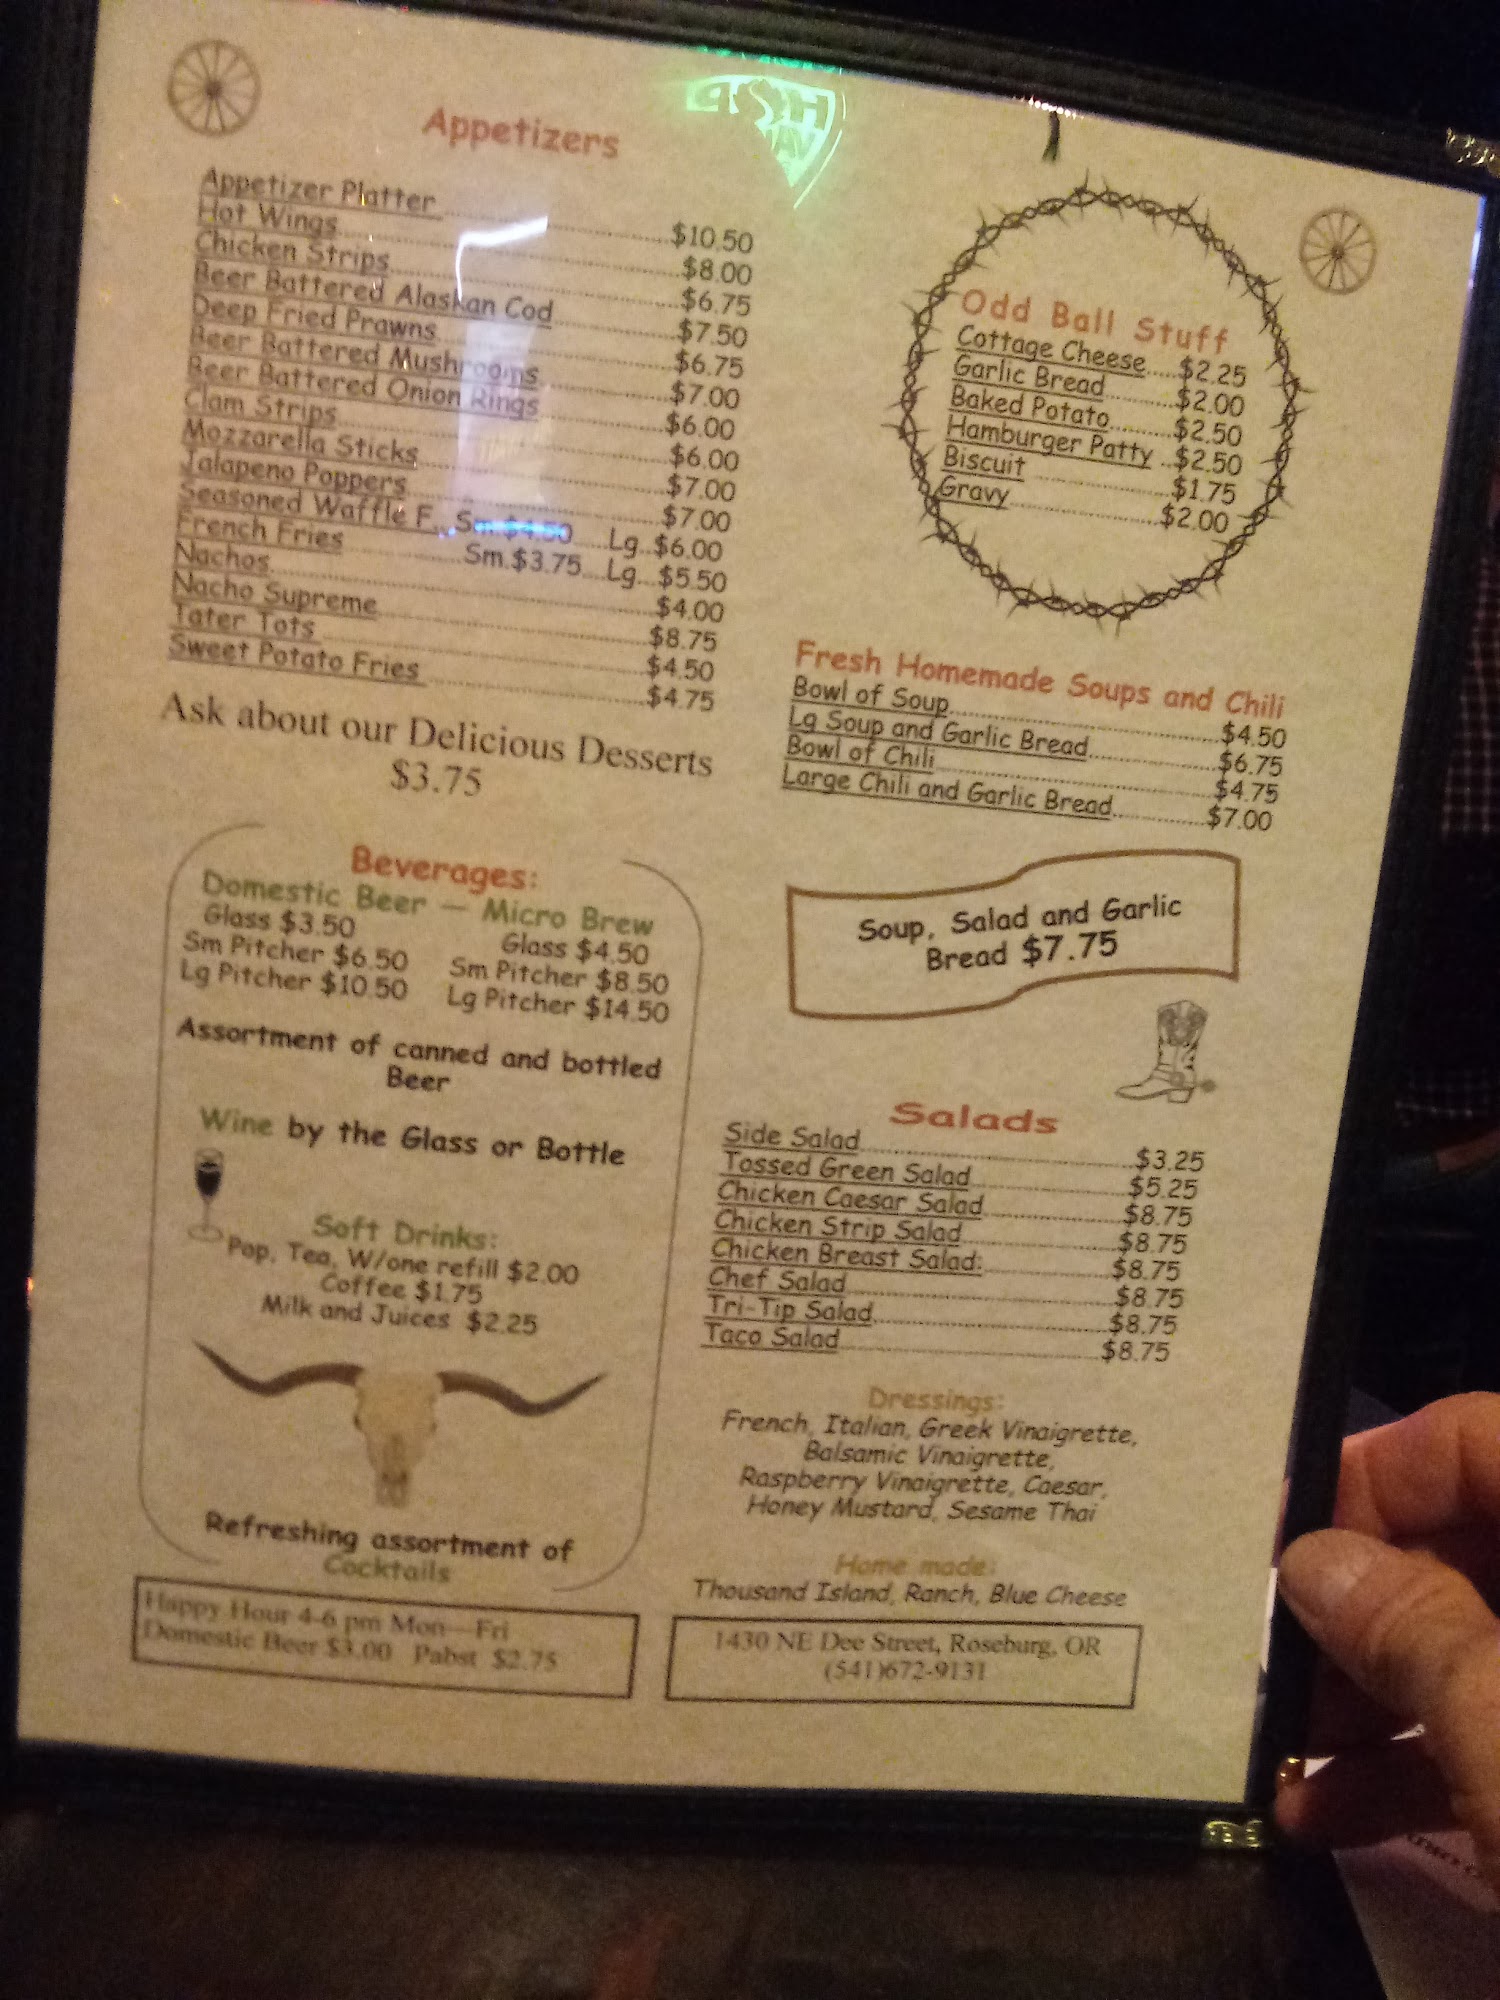 Appetizers
Appetizer Platter $10.50
Hot Wings $8.00
Chicken Strips $6.75
Beer Battered Alaskan Cod $7.50
Deep Fried Prawns $6.75
Beer Battered Mushrooms $7.00
Beer Battered Onion Rings $6.00
Clam Strips $6.00
Mozzarella Sticks $7.00
Jalapeno Poppers $7.00
Seasoned Waffle F.. Sm.$4.50 Lg..$6.00
French Fries Sm.$3.75 Lg...$5.50
Nachos $4.00
Nacho Supreme $8.75
Tater Tots $4.50
Sweet Potato Fries $4.75
Ask about our Delicious Desserts
$3.75
Beverages:
Domestic Beer — Micro Brew
Glass $3.50 Glass $4.50
Sm Pitcher $6.50 Sm Pitcher $8.50
Lg Pitcher $10.50 Lg Pitcher $14.50
Assortment of canned and bottled
Beer
Wine by the Glass or Bottle
Soft Drinks:
Pop, Tea, W/one refill $2.00
Coffee $1.75
Milk and Juices $2.25
Refreshing assortment of
Cocktails
Happy Hour 4-6 pm Mon—Fri
Domestic Beer $3.00 Pabst $2.75
Odd Ball Stuff
Cottage Cheese $2.25
Garlic Bread $2.00
Baked Potato $2.50
Hamburger Patty $2.50
Biscuit $1.75
Gravy $2.00
Fresh Homemade Soups and Chili
Bowl of Soup $4.50
Lg Soup and Garlic Bread $6.75
Bowl of Chili $4.75
Large Chili and Garlic Bread $7.00
Soup, Salad and Garlic
Bread $7.75
Salads
Side Salad $3.25
Tossed Green Salad $5.25
Chicken Caesar Salad $8.75
Chicken Strip Salad $8.75
Chicken Breast Salad: $8.75
Chef Salad $8.75
Tri-Tip Salad $8.75
Taco Salad $8.75
Dressings:
French, Italian, Greek Vinaigrette,
Balsamic Vinaigrette,
Raspberry Vinaigrette, Caesar,
Honey Mustard, Sesame Thai
Home made:
Thousand Island, Ranch, Blue Cheese
1430 NE Dee Street, Roseburg, OR
(541)672-9131